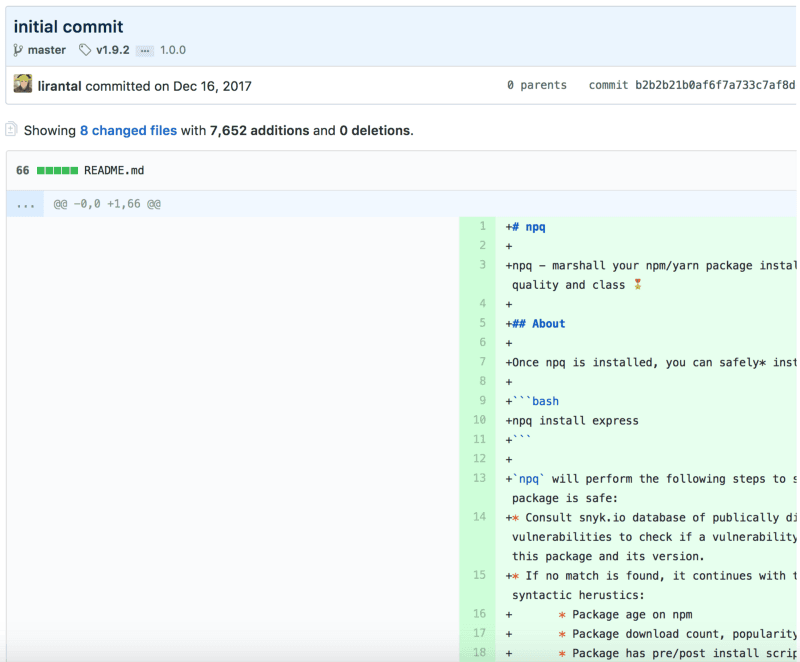 initial commit
master v1.9.2 ... 1.0.0
lirantal committed on Dec 16, 2017 0 parents commit b2b2b21b0af6f7a733c7af8d
Showing 8 changed files with 7,652 additions and 0 deletions.
66 README.md
... @@ -0,0 +1,66 @@
1 +# npq
2 +
3 +npq - marshall your npm/yarn package instal
quality and class 🎖
4 +
5 +## About
6 +
7 +Once npq is installed, you can safely* inst
8 +
9 +```bash
10 +npq install express
11 +```
12 +
13 +`npq` will perform the following steps to s
package is safe:
14 +* Consult snyk.io database of publically di
vulnerabilities to check if a vulnerability
this package and its version.
15 +* If no match is found, it continues with t
syntactic herustics:
16 + * Package age on npm
17 + * Package download count, popularity
18 + * Package has pre/post install scrip